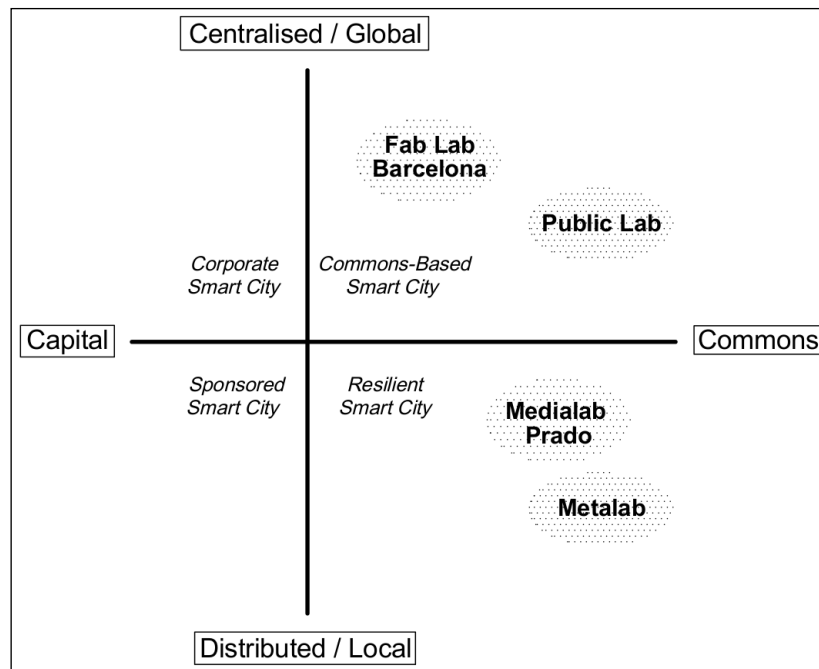 Centralised / Global
Fab Lab
Barcelona
Public Lab
Corporate
Smart City
Commons-Based
Smart City
Capital
Commons
Sponsored
Smart City
Resilient
Smart City
Medialab
Prado
Metalab
Distributed / Local